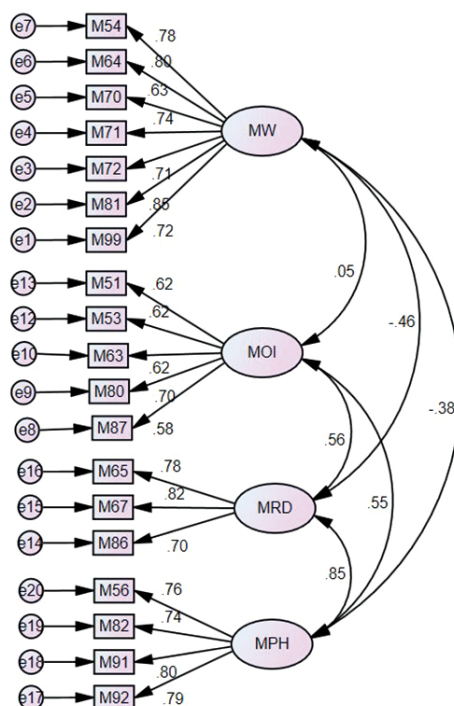 e7 M54 .78
e6 M64 .80
e5 M70 .63
MW
e4 M71 .74
e3 M72 .71
e2 M81 .85
e1 M99 .72
.05
e13 M51 .62
e12 M53 .62
-.46
e10 M63 .62
MOI
e9 M80 .70
-.38
e8 M87 .58
.56
e16 M65 .78
e15 M67 .82
MRD
.55
e14 M86 .70
.85
e20 M56 .76
e19 M82 .74
MPH
e18 M91 .80
e17 M92 .79